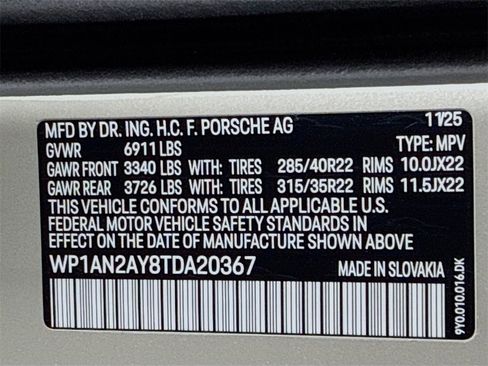 MFD BY DR. ING. H.C. F. PORSCHE AG 11/25
GVWR 6911 LBS TYPE: MPV
GAWR FRONT 3340 LBS WITH: TIRES 285/40R22 RIMS 10.0JX22
GAWR REAR 3726 LBS WITH: TIRES 315/35R22 RIMS 11.5JX22
THIS VEHICLE CONFORMS TO ALL APPLICABLE U.S.
FEDERAL MOTOR VEHICLE SAFETY STANDARDS IN
EFFECT ON THE DATE OF MANUFACTURE SHOWN ABOVE.
WP1AN2AY8TDA20367 MADE IN SLOVAKIA
9Y0.010.016.DK